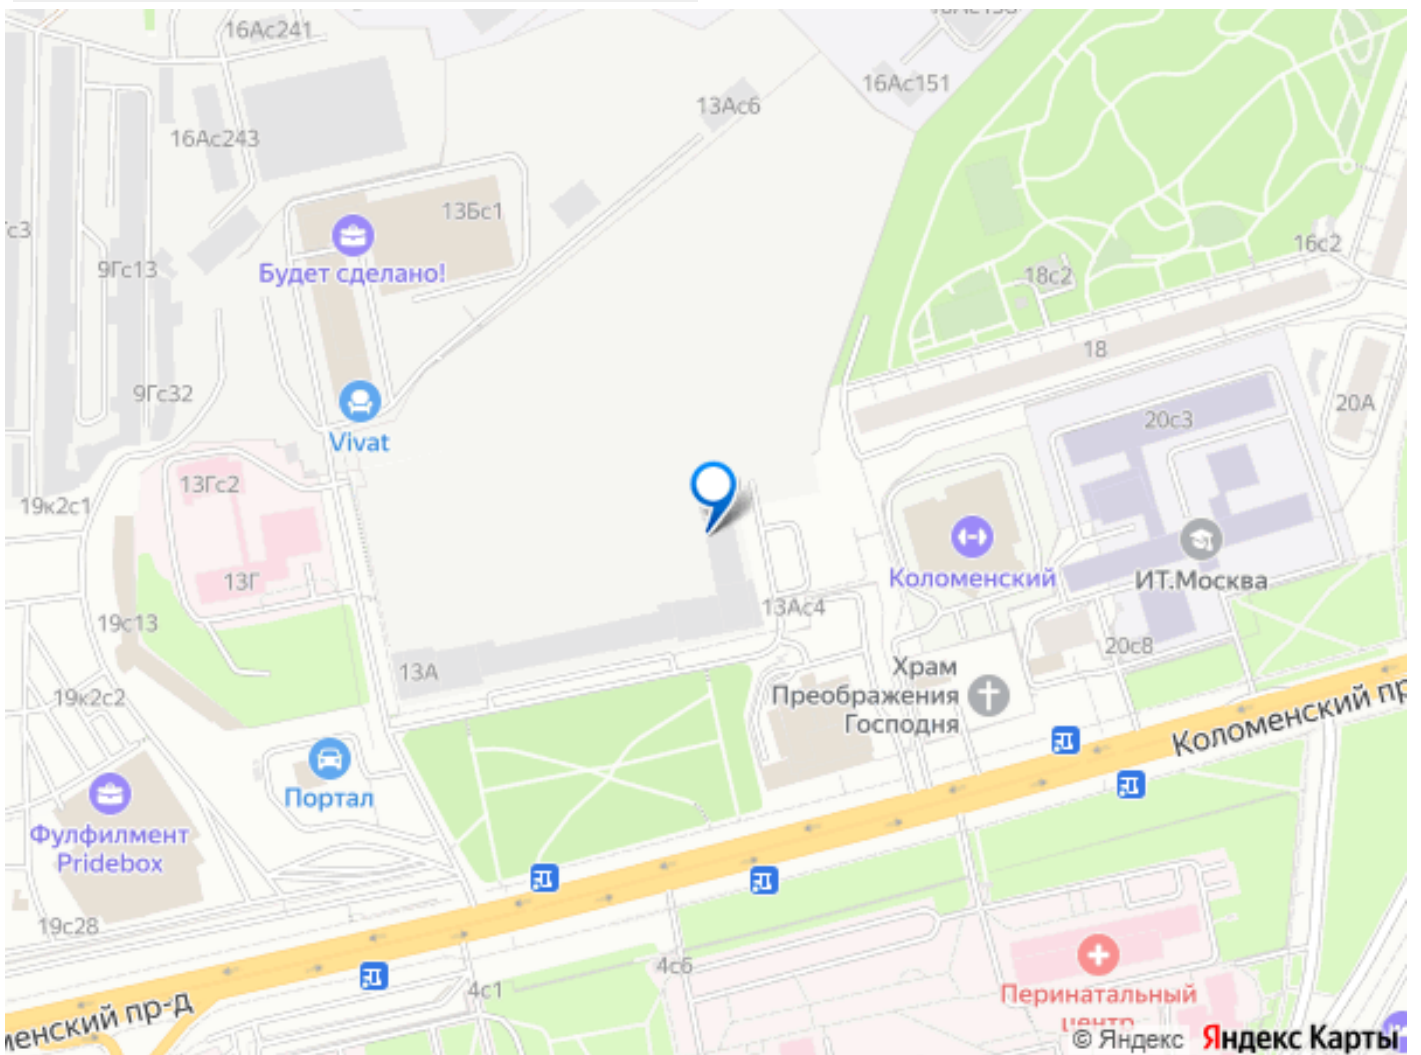 16Ас241
16Ас151
13Ас6
16Ас243
13Бс1
16с2
9Гс13
Будет сделано!
18с2
18
9Гс32
20А
20с3
Vivat
13Гс2
19к2с1
13Г
Коломенский
ИТ.Москва
13Ас4
19с13
20с8
13А
Храм
Преображения
Господня
19к2с2
Коломенский пр
Портал
Фулфилмент
Pridebox
19с28
4с6
4с1
Перинатальный
центр
менский пр-д
© Яндекс Яндекс Карты